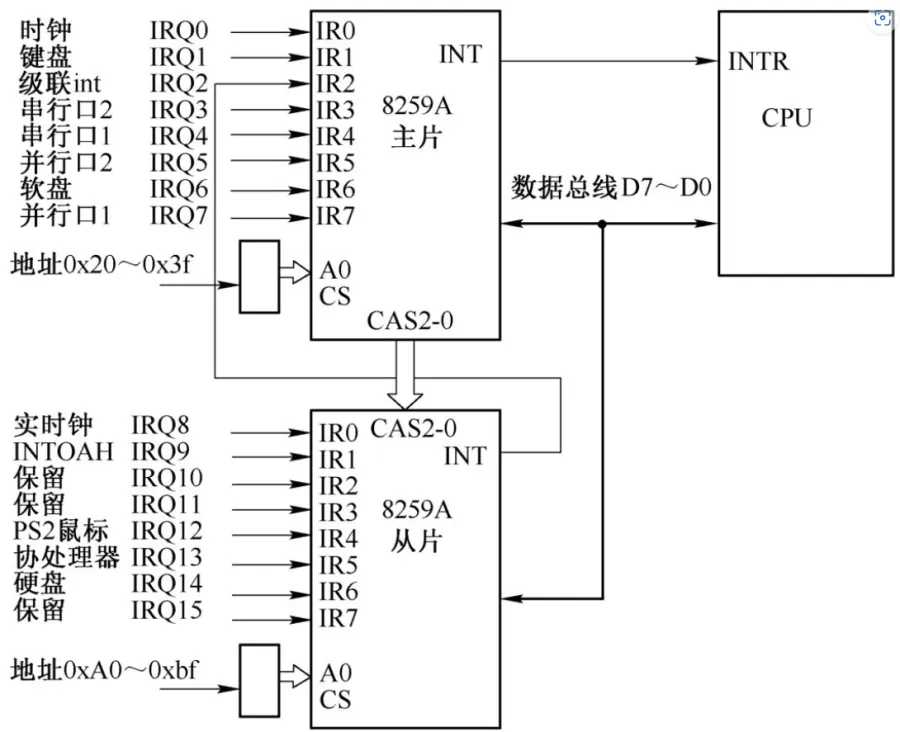 时钟 IRQ0 IR0
键盘 IRQ1 IR1
级联int IRQ2 IR2
串行口2 IRQ3 IR3
串行口1 IRQ4 IR4
并行口2 IRQ5 IR5
软盘 IRQ6 IR6
并行口1 IRQ7 IR7
地址0x20～0x3f
A0
CS
INT
8259A
主片
CAS2-0
INTR
CPU
数据总线D7～D0
实时钟 IRQ8 IR0
INTOAH IRQ9 IR1
保留 IRQ10 IR2
保留 IRQ11 IR3
PS2鼠标 IRQ12 IR4
协处理器 IRQ13 IR5
硬盘 IRQ14 IR6
保留 IRQ15 IR7
地址0xA0～0xbf
A0
CS
CAS2-0
INT
8259A
从片